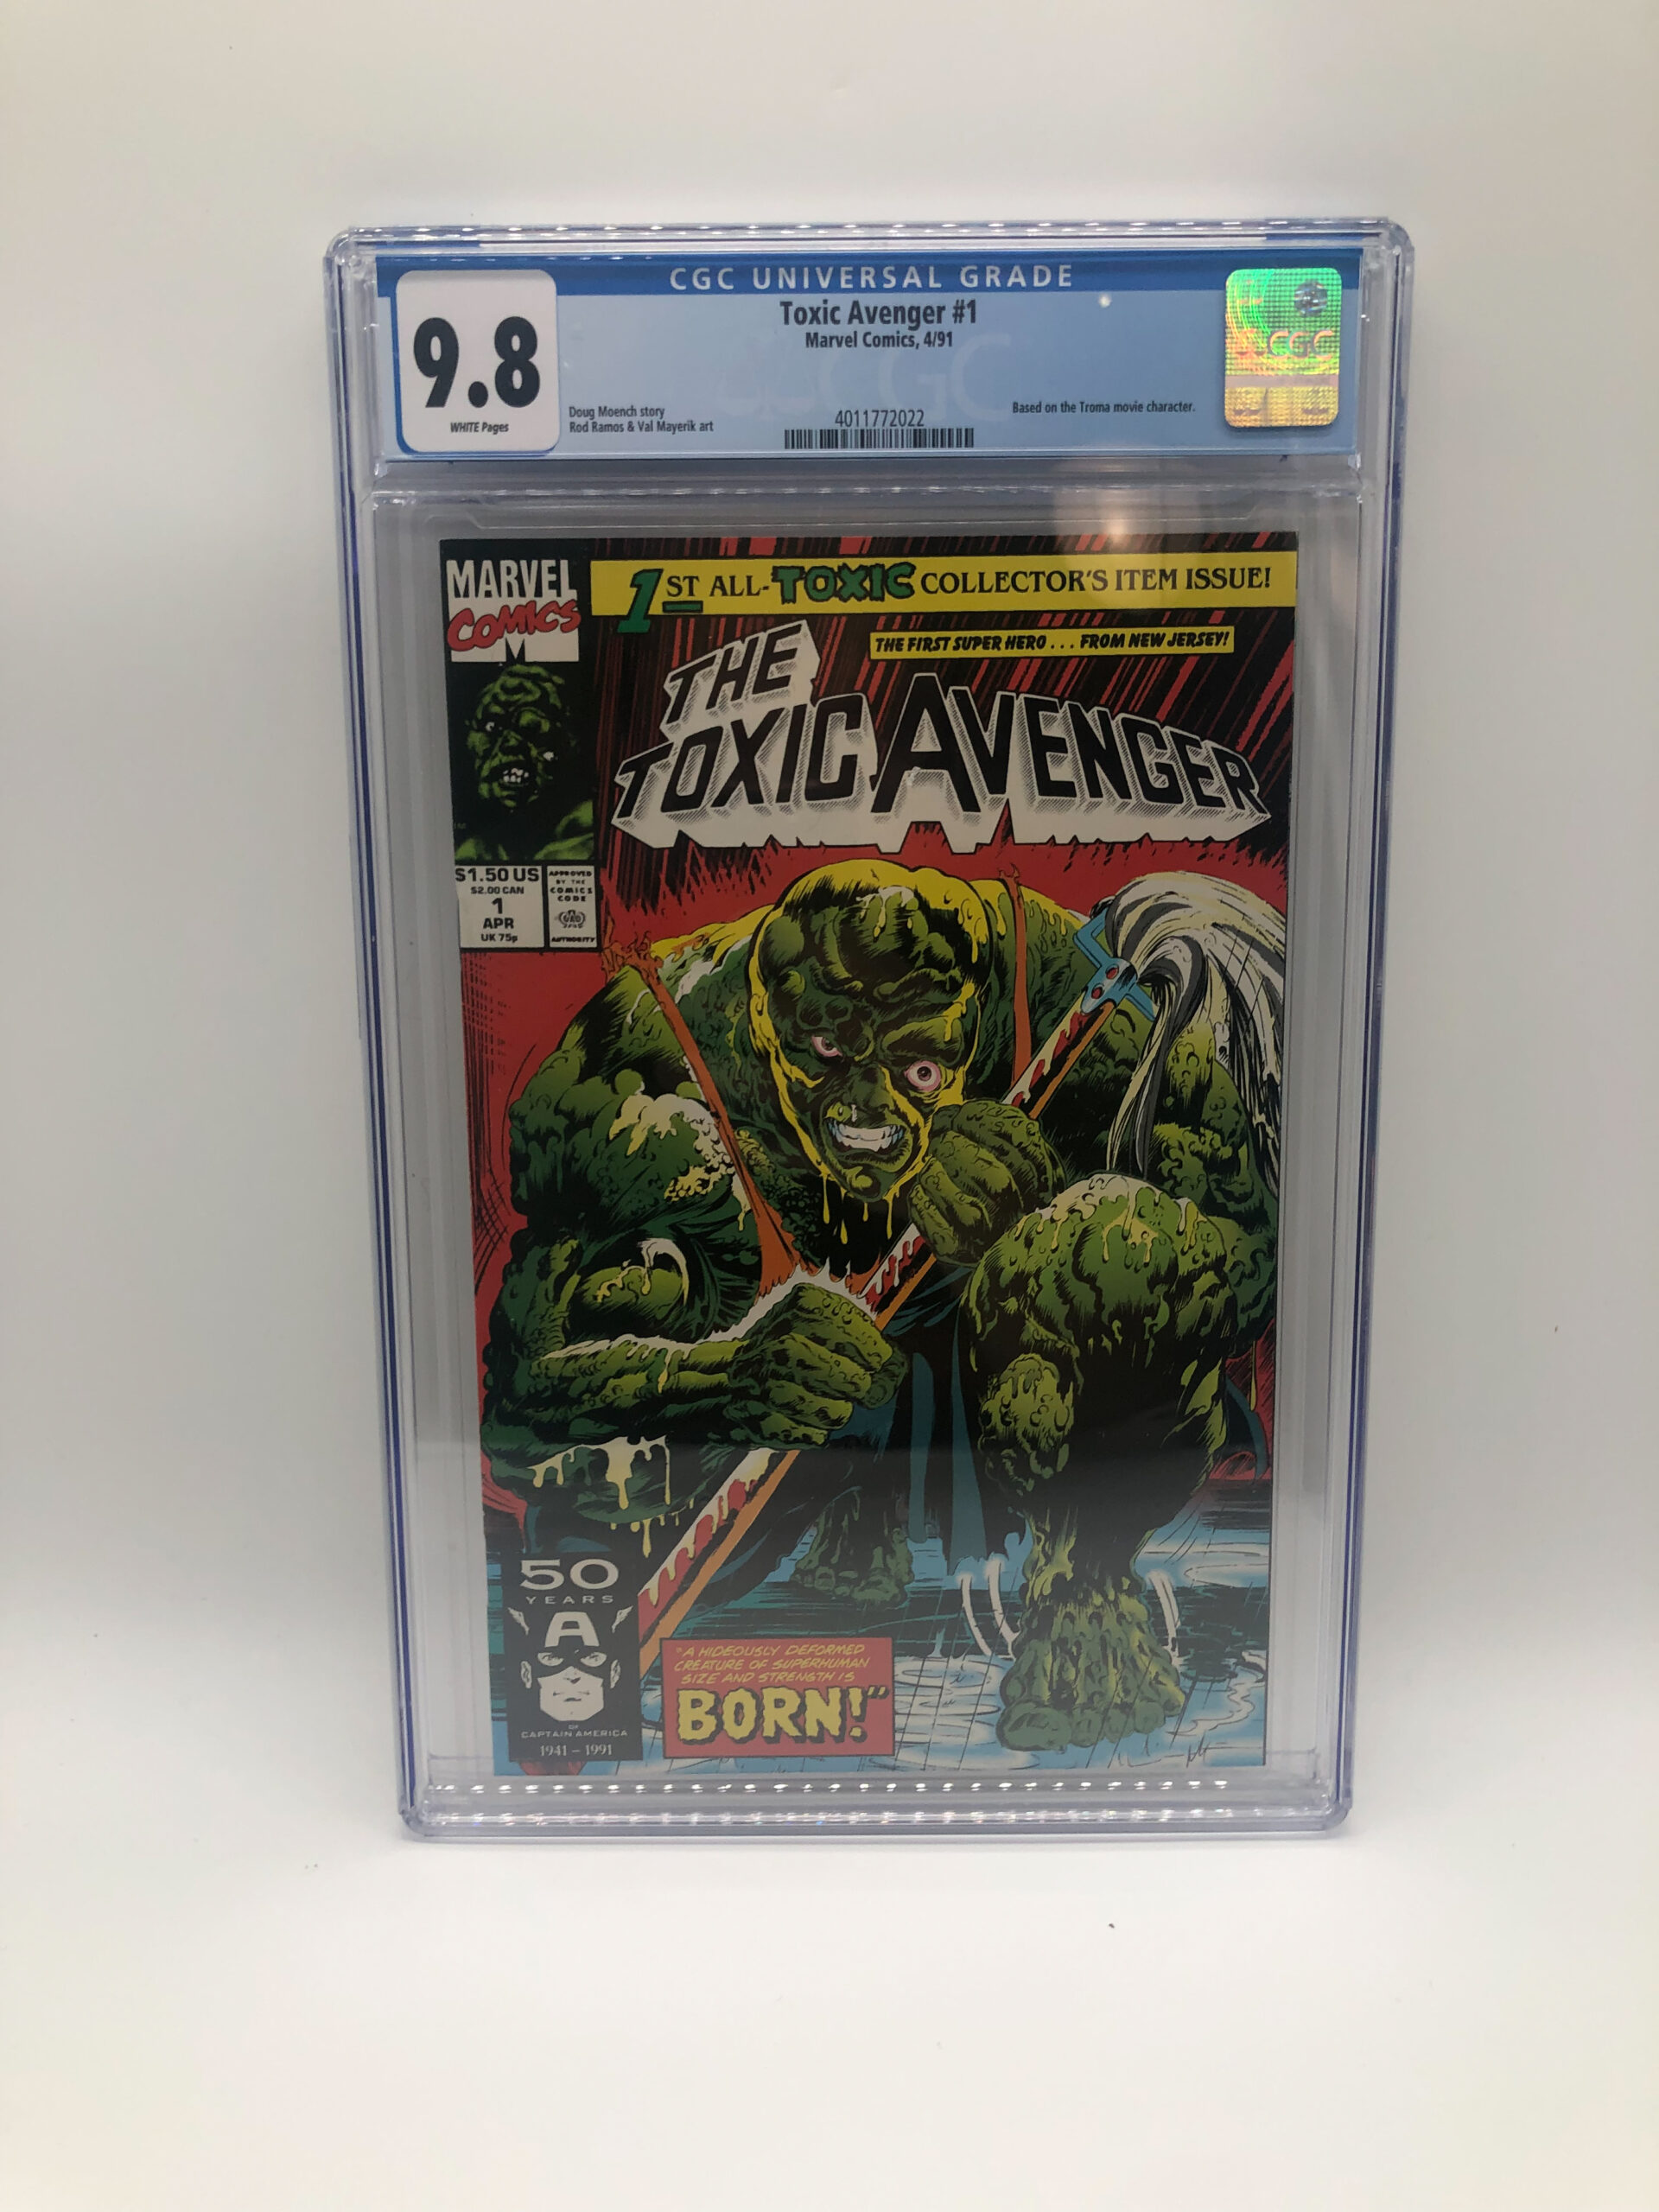 CGC UNIVERSAL GRADE
9.8
WHITE Pages
Toxic Avenger #1
Marvel Comics, 4/91
Doug Moench story
Rod Ramos & Val Mayerik art
4011772022
Based on the Troma movie character.
CGC
CGC
MARVEL
COMICS
1ST ALL-TOXIC COLLECTOR'S ITEM ISSUE!
THE FIRST SUPER HERO . . . FROM NEW JERSEY!
THE
TOXIC AVENGER
$1.50 US
$2.00 CAN
1
APR
UK 75p
APPROVED
BY THE
COMICS
CODE
AUTHORITY
50
YEARS
A
OF
CAPTAIN AMERICA
1941 – 1991
"A HIDEOUSLY DEFORMED
CREATURE OF SUPERHUMAN
SIZE AND STRENGTH IS
BORN!"